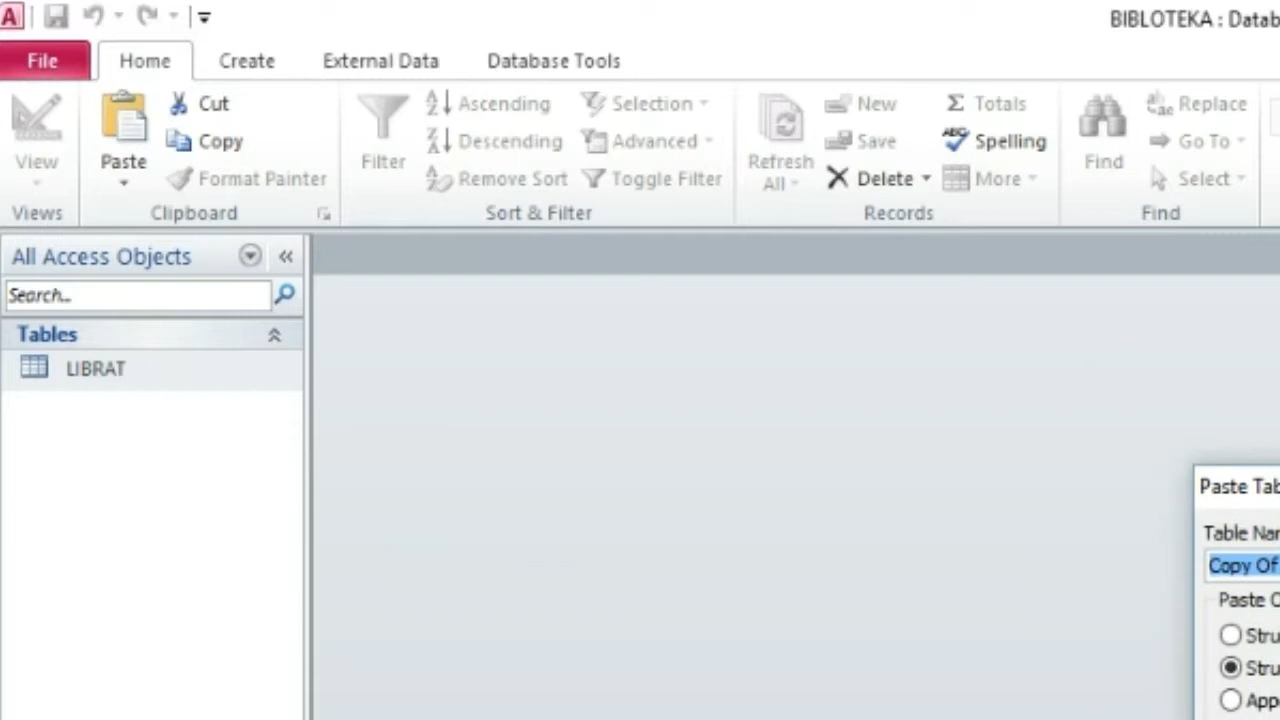 A
BIBLOTEKA : Datab
File Home Create External Data Database Tools
View
Views
Paste
Cut
Copy
Format Painter
Clipboard
Filter
Ascending
Descending
Remove Sort
Selection
Advanced
Toggle Filter
Sort & Filter
Refresh
All
New
Save
Delete
Totals
Spelling
More
Records
Find
Replace
Go To
Select
Find
All Access Objects
Search...
Tables
LIBRAT
Paste Tab
Table Nam
Copy Of
Paste O
Stru
Stru
App